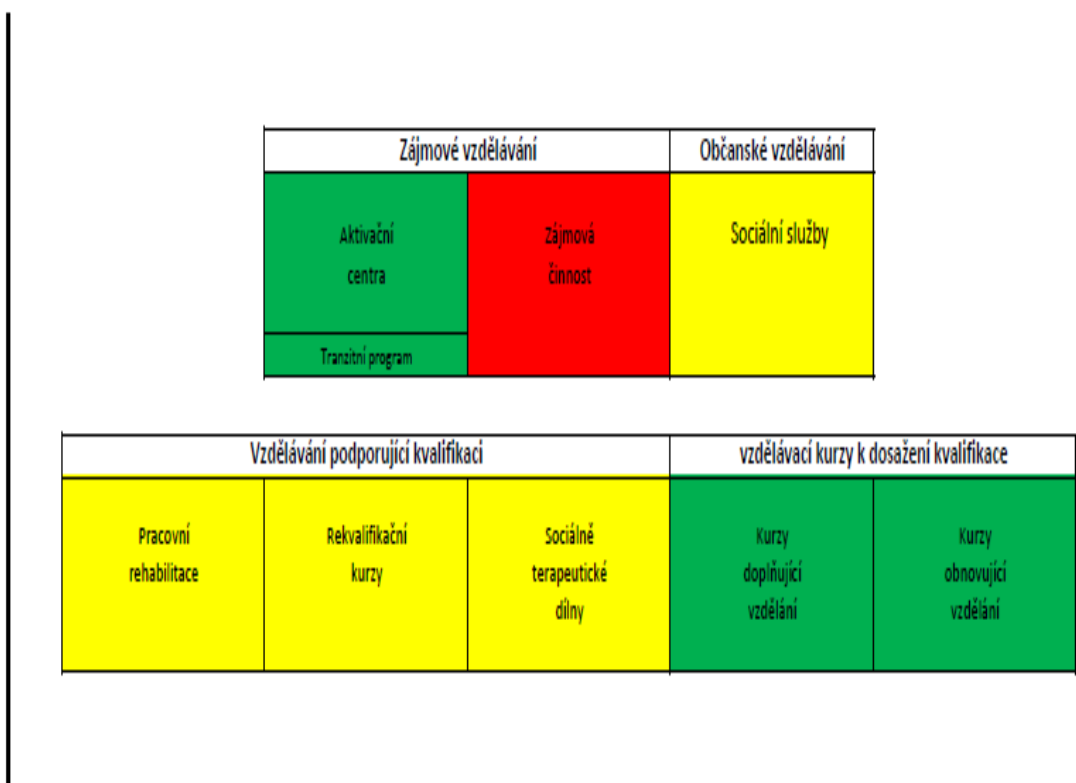 Zájmové vzdělávání
Občanské vzdělávání
Aktivační
centra
Zájmová
činnost
Sociální služby
Tranzitní program
Vzdělávání podporující kvalifikaci
vzdělávací kurzy k dosažení kvalifikace
Pracovní
rehabilitace
Rekvalifikační
kurzy
Sociálně
terapeutické
dílny
Kurzy
doplňující
vzdělání
Kurzy
obnovující
vzdělání